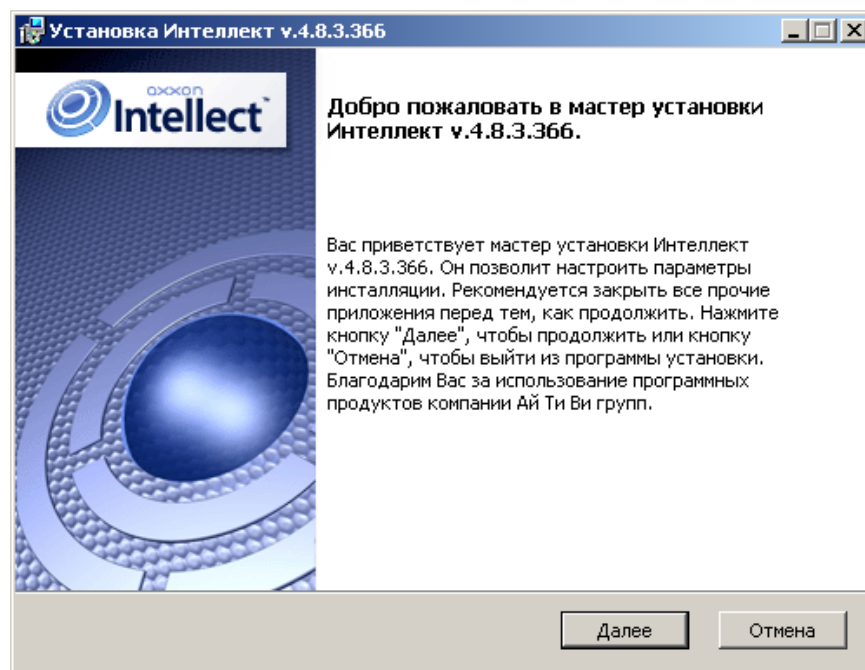 Установка Интеллект v.4.8.3.366
axxon
Intellect
Добро пожаловать в мастер установки
Интеллект v.4.8.3.366.
Вас приветствует мастер установки Интеллект
v.4.8.3.366. Он позволит настроить параметры
инсталляции. Рекомендуется закрыть все прочие
приложения перед тем, как продолжить. Нажмите
кнопку "Далее", чтобы продолжить или кнопку
"Отмена", чтобы выйти из программы установки.
Благодарим Вас за использование программных
продуктов компании Ай Ти Ви групп.
Далее
Отмена